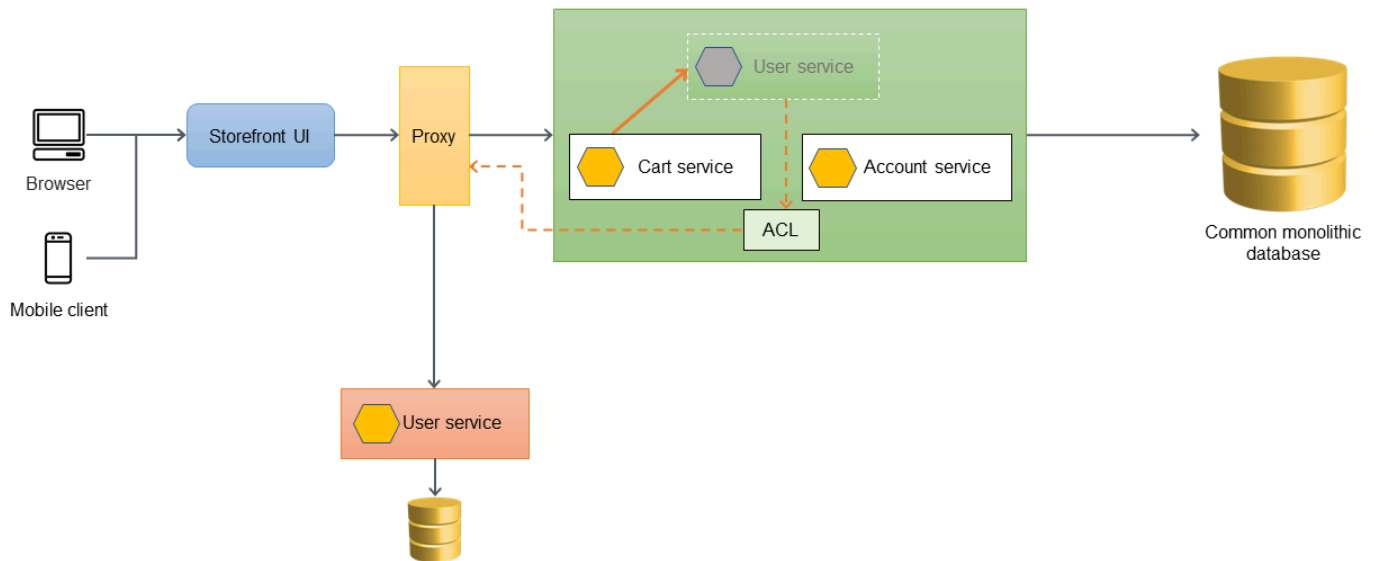 User service
Storefront UI
Proxy
Cart service
Account service
Browser
ACL
Common monolithic
database
Mobile client
User service